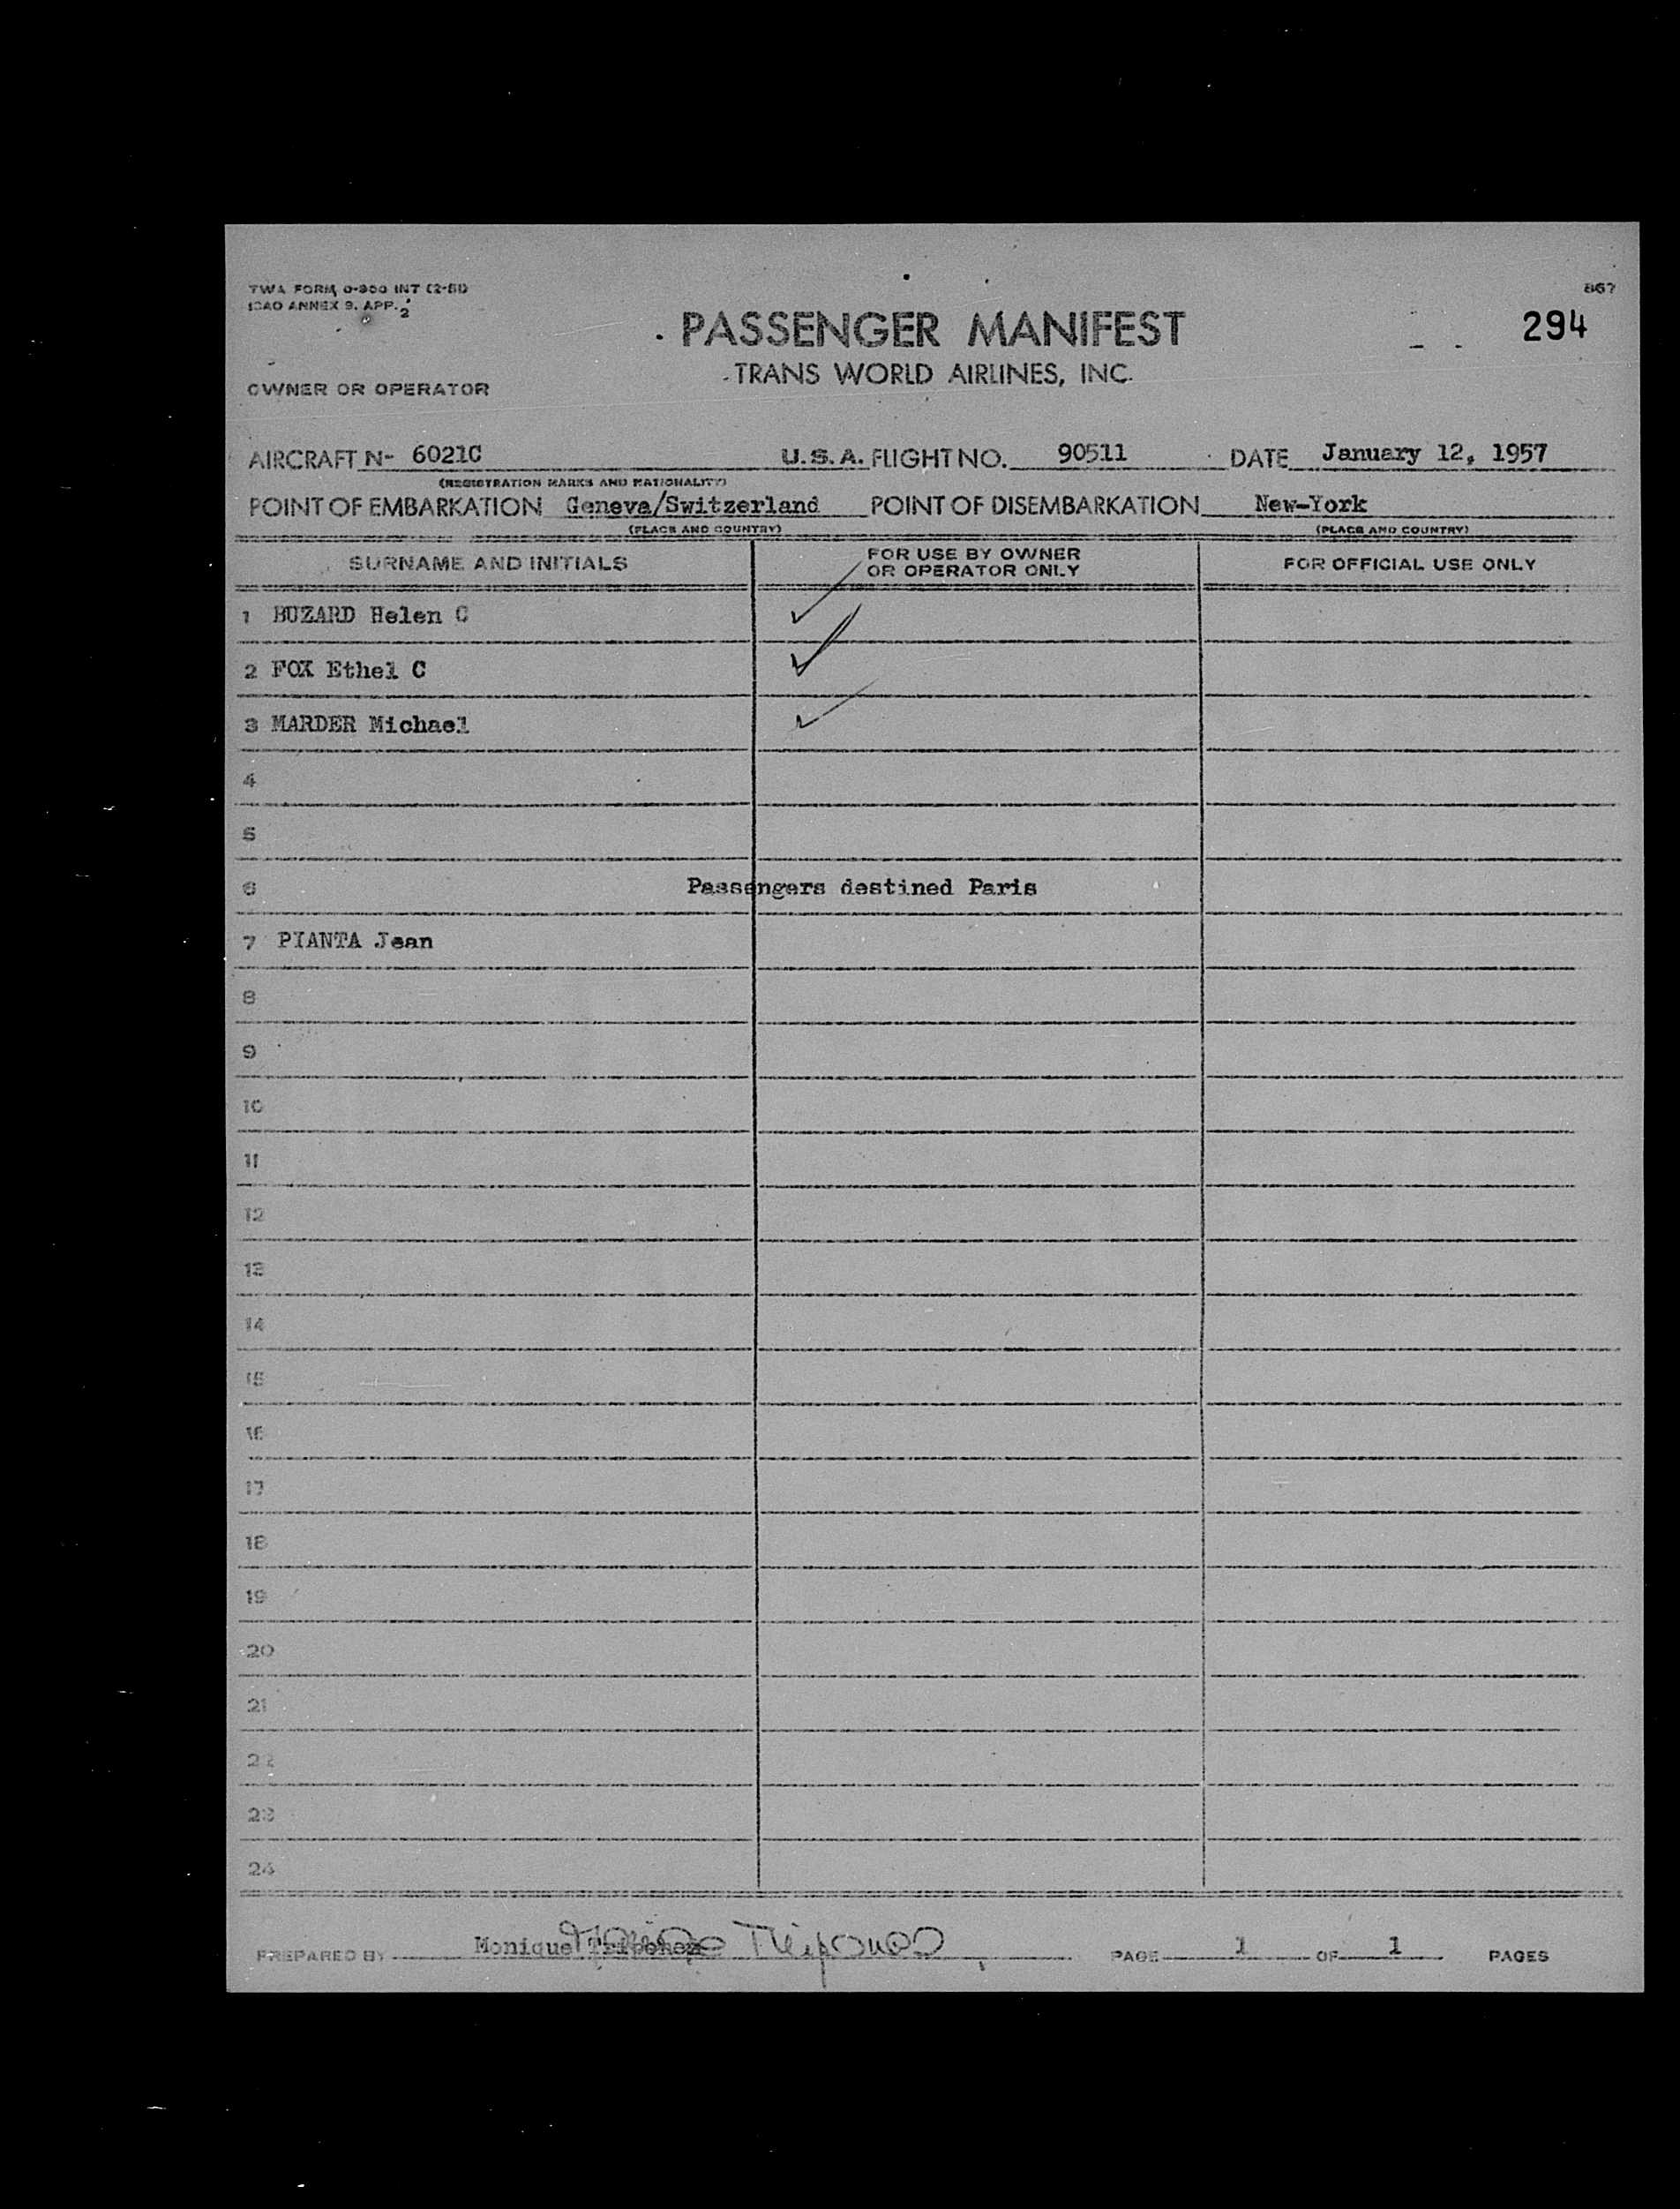 TWA FORM 0-300 INT (2-51)
ICAO ANNEX 9. APP. 2
867
PASSENGER MANIFEST
294
TRANS WORLD AIRLINES, INC.
OWNER OR OPERATOR
AIRCRAFT N- 6021C U.S.A. FLIGHT NO. 90511 DATE January 12, 1957
(REGISTRATION MARKS AND NATIONALITY)
POINT OF EMBARKATION Geneva/Switzerland POINT OF DISEMBARKATION New-York
(PLACE AND COUNTRY) (PLACE AND COUNTRY)
SURNAME AND INITIALS FOR USE BY OWNER OR OPERATOR ONLY FOR OFFICIAL USE ONLY
1 BUZARD Helen C
2 FOX Ethel C
3 MARDER Michael
4
5
6 Passengers destined Paris
7 PIANTA Jean
8
9
10
11
12
13
14
15
16
17
18
19
20
21
22
23
24
PREPARED BY Monique PAGE 1 OF 1 PAGES